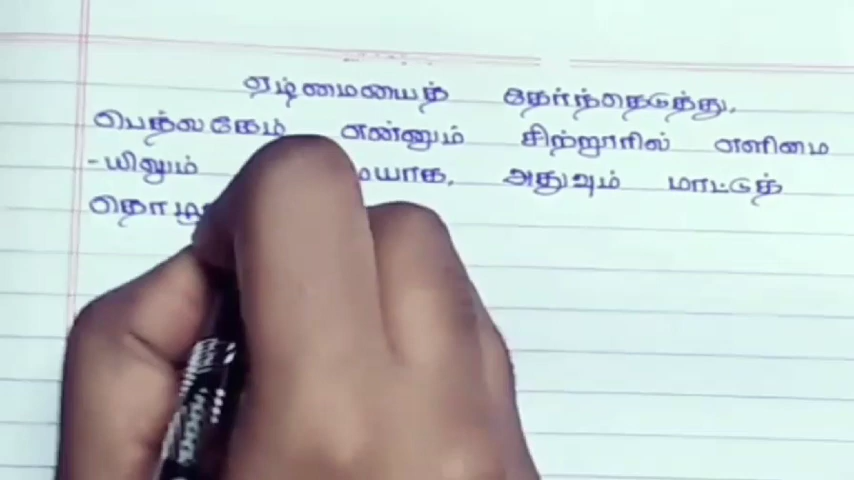 ஏழ்மையைத் தேர்ந்தெடுத்து,
பெத்லகேம் என்னும் சிற்றூரில் எளிமை
-யிலும் அதுவும் மாட்டுத்